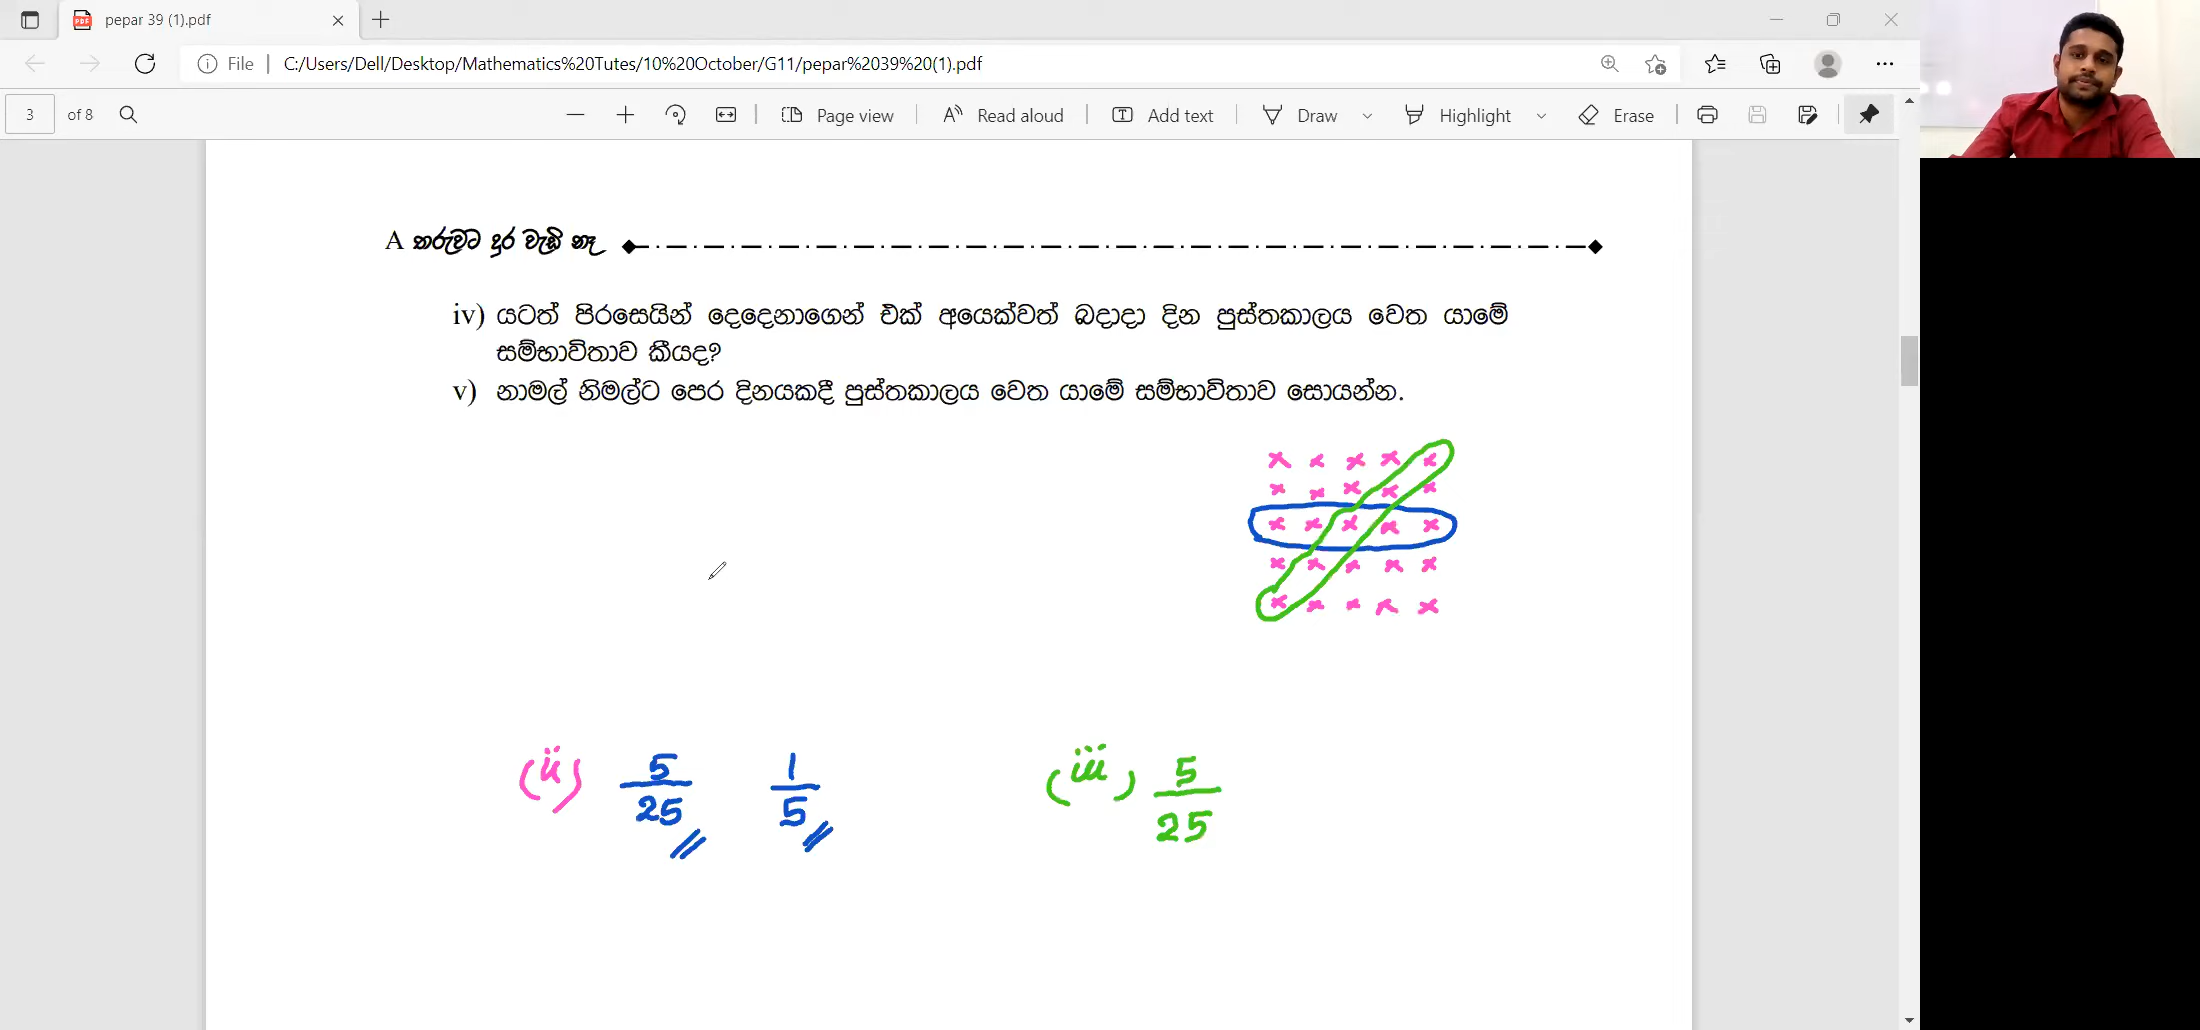 pepar 39 (1).pdf
File
C:/Users/Dell/Desktop/Mathematics%20Tutes/10%20October/G11/pepar%2039%20(1).pdf
3 of 8
Page view
Read aloud
Add text
Draw
Highlight
Erase
A තරුවට දුර වැඩි නෑ
iv) යටත් පිරසෙයින් දෙදෙනාගෙන් එක් අයෙක්වත් බදාදා දින පුස්තකාලය වෙත යාමේ
සම්භාවිතාව කීයද?
v) නාමල් නිමල්ට පෙර දිනයකදී පුස්තකාලය වෙත යාමේ සම්භාවිතාව සොයන්න.
(ii) 5/25 1/5
(iii) 5/25